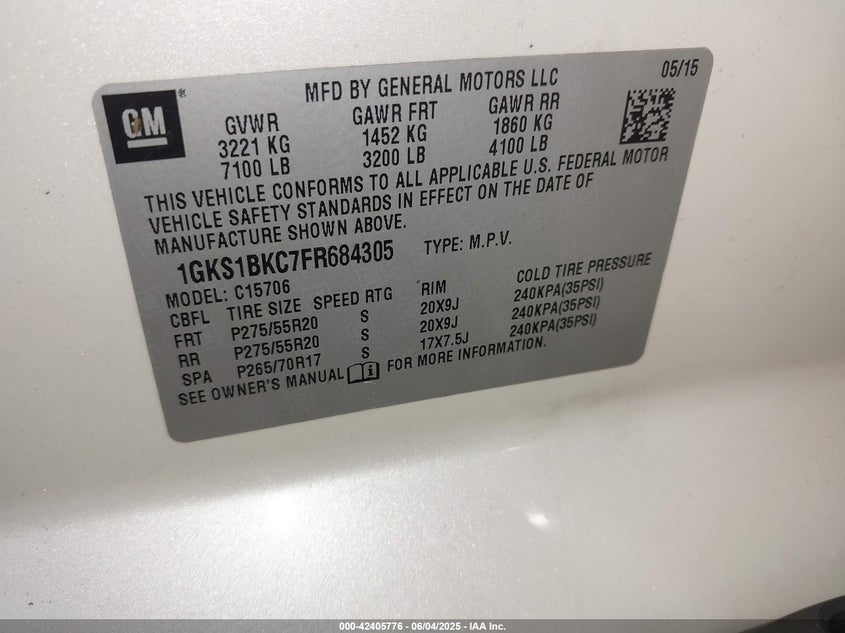 GM®
MFD BY GENERAL MOTORS LLC 05/15
GVWR GAWR FRT GAWR RR
3221 KG 1452 KG 1860 KG
7100 LB 3200 LB 4100 LB
THIS VEHICLE CONFORMS TO ALL APPLICABLE U.S. FEDERAL MOTOR
VEHICLE SAFETY STANDARDS IN EFFECT ON THE DATE OF
MANUFACTURE SHOWN ABOVE.
1GKS1BKC7FR684305 TYPE: M.P.V.
MODEL: C15706
CBFL TIRE SIZE SPEED RTG RIM COLD TIRE PRESSURE
FRT P275/55R20 S 20X9J 240KPA(35PSI)
RR P275/55R20 S 20X9J 240KPA(35PSI)
SPA P265/70R17 S 17X7.5J 240KPA(35PSI)
SEE OWNER'S MANUAL i FOR MORE INFORMATION.
000-42405776 - 06/04/2025 - IAA Inc.